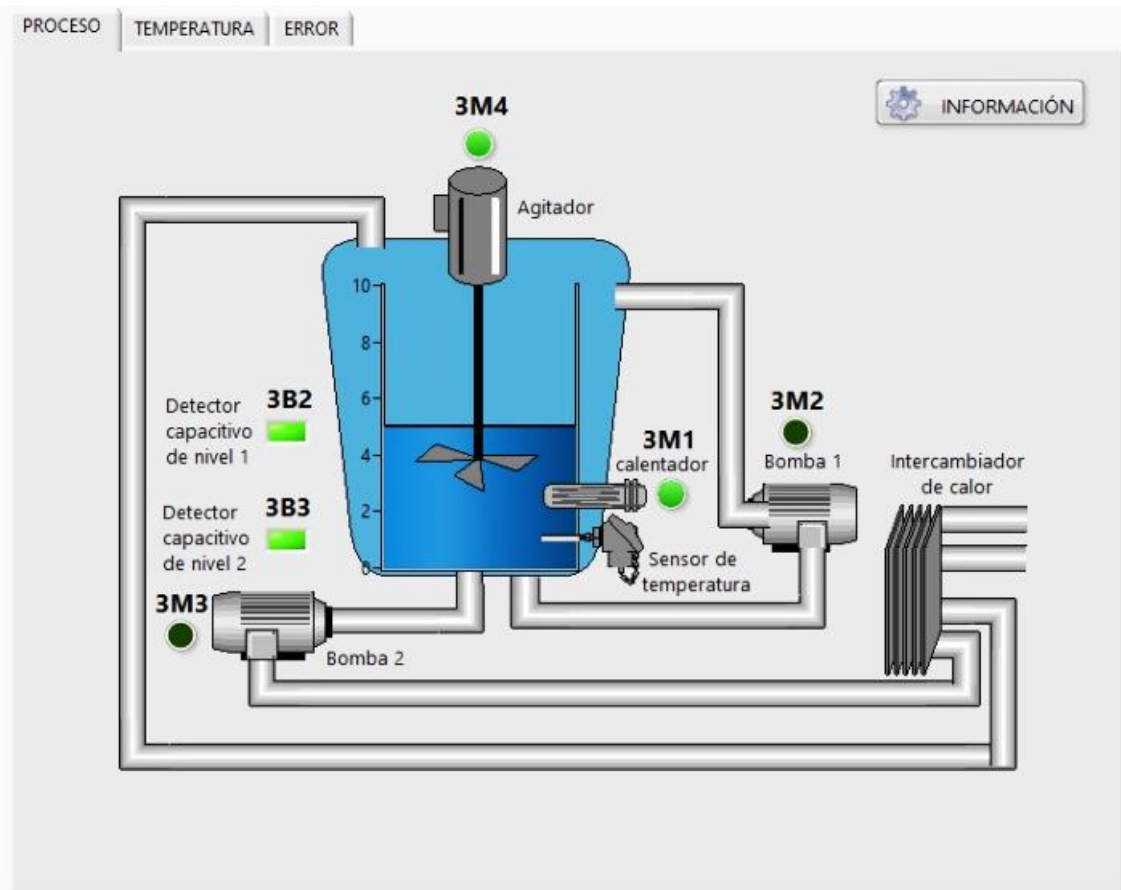 PROCESO
TEMPERATURA
ERROR
INFORMACIÓN
3M4
Agitador
10
8
6
4
2
0
Detector
capacitivo
de nivel 1
3B2
Detector
capacitivo
de nivel 2
3B3
3M1
calentador
Sensor de
temperatura
3M2
Bomba 1
Intercambiador
de calor
3M3
Bomba 2